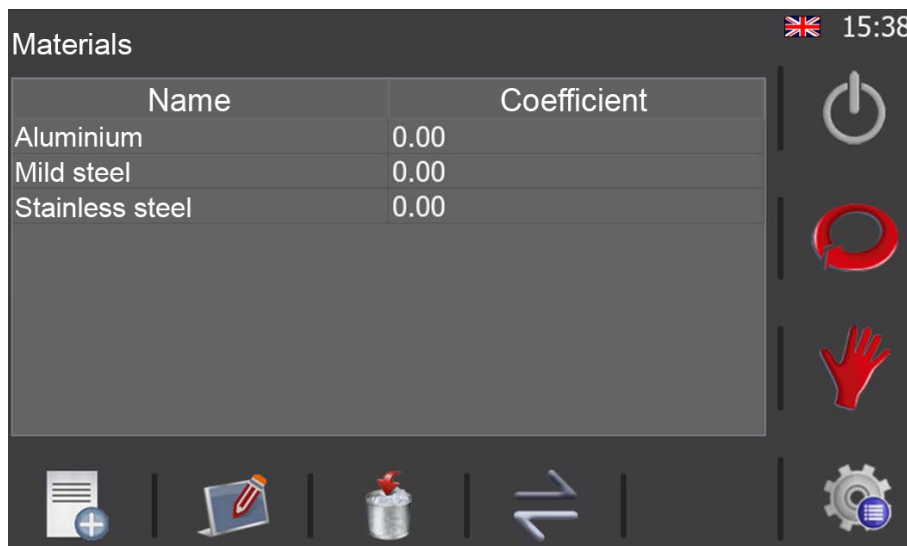 15:38
Materials
Name Coefficient
Aluminium 0.00
Mild steel 0.00
Stainless steel 0.00